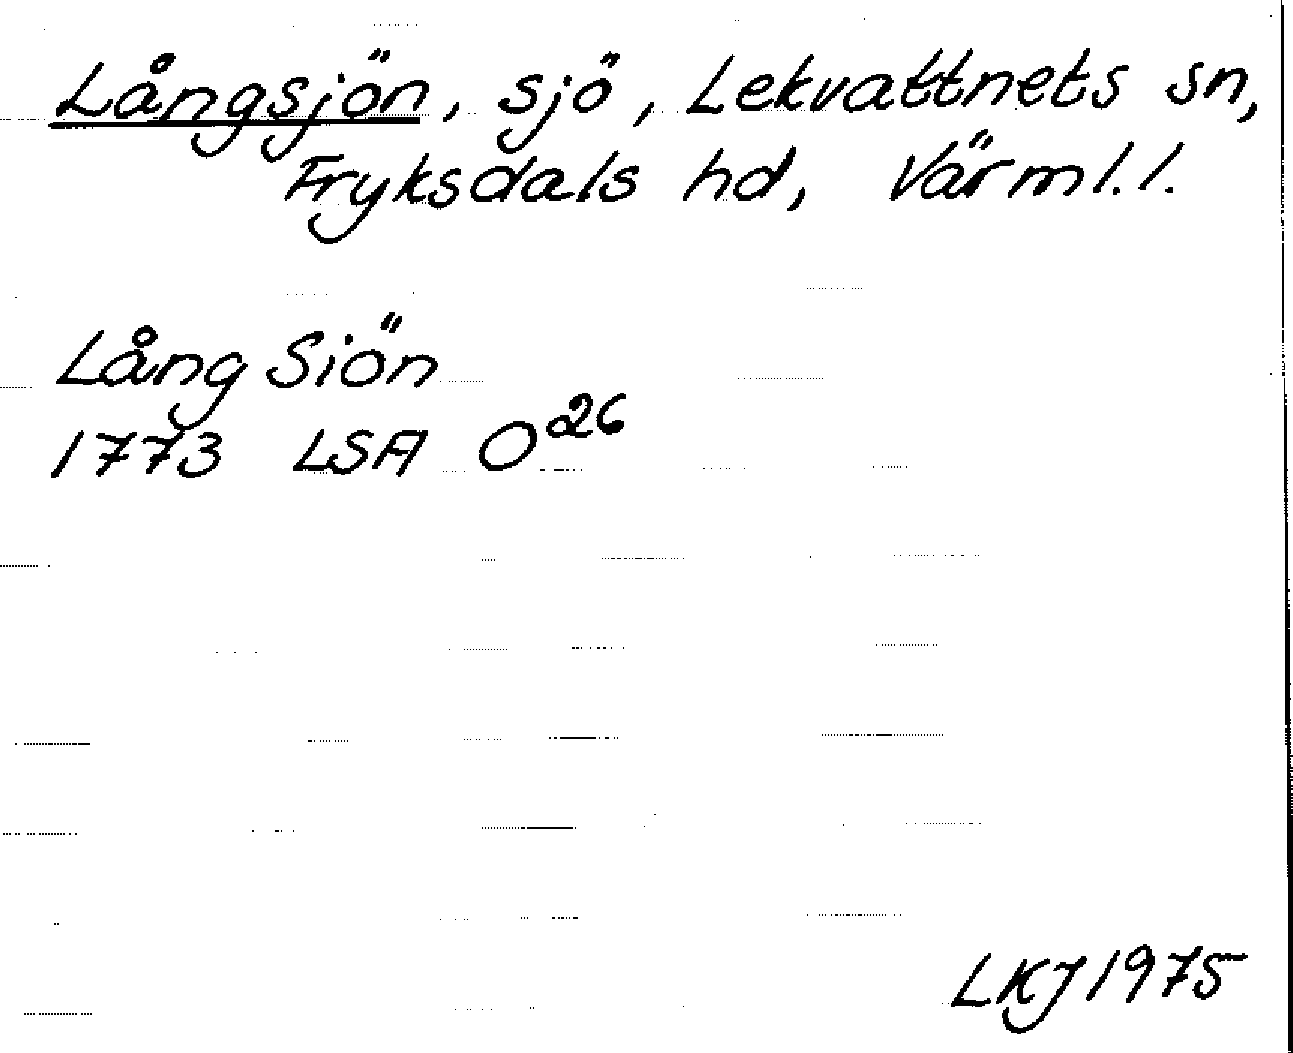 Långsjön, sjö, Lekvattnets sn,
Fryksdals hd, Värml. l.
Lång Siön
1773 LSA O26
LKJ 1975